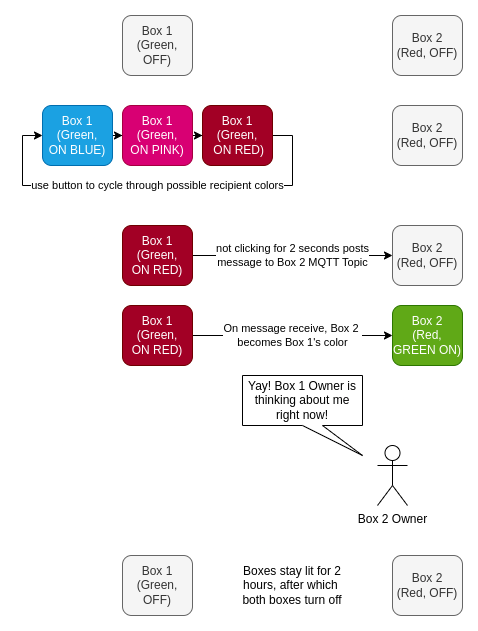 Box 1
(Green,
OFF)
Box 2
(Red, OFF)
Box 1
(Green,
ON BLUE)
Box 1
(Green,
ON PINK)
Box 1
(Green,
ON RED)
Box 2
(Red, OFF)
use button to cycle through possible recipient colors
Box 1
(Green,
ON RED)
not clicking for 2 seconds posts
message to Box 2 MQTT Topic
Box 2
(Red, OFF)
Box 1
(Green,
ON RED)
On message receive, Box 2
becomes Box 1's color
Box 2
(Red,
GREEN ON)
Yay! Box 1 Owner is
thinking about me
right now!
Box 2 Owner
Box 1
(Green,
OFF)
Boxes stay lit for 2
hours, after which
both boxes turn off
Box 2
(Red, OFF)